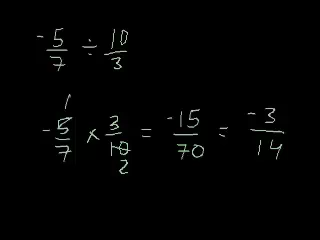 -5/7 ÷ 10/3
1
-5/7 × 3/10 = -15/70 = -3/14
2